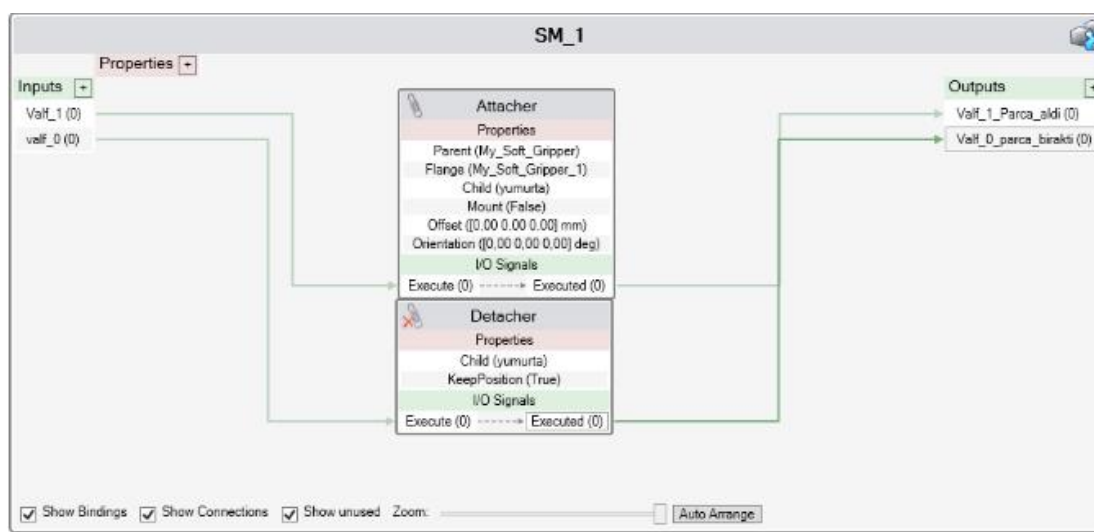 SM_1
Properties +
Inputs +
Valf_1 (0)
valf_0 (0)
Attacher
Properties
Parent (My_Soft_Gripper)
Flange (My_Soft_Gripper_1)
Child (yumurta)
Mount (False)
Offset ([0.00 0.00 0.00] mm)
Orientation ([0,00 0,00 0,00] deg)
I/O Signals
Execute (0) Executed (0)
Detacher
Properties
Child (yumurta)
KeepPosition (True)
I/O Signals
Execute (0) Executed (0)
Outputs +
Valf_1_Parca_aldi (0)
Valf_0_parca_birakti (0)
Show Bindings Show Connections Show unused Zoom: Auto Arrange